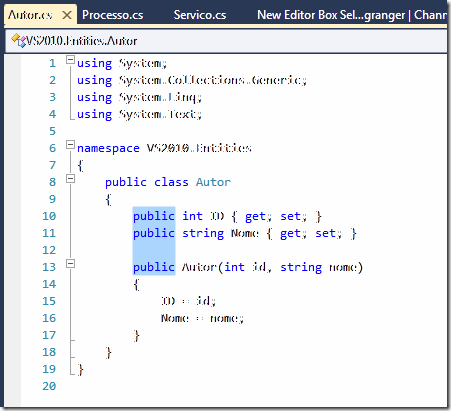 Autor.cs Processo.cs Servico.cs New Editor Box Sel...granger | Chann
VS2010.Entities.Autor
1 using System;
2 using System.Collections.Generic;
3 using System.Linq;
4 using System.Text;
5
6 namespace VS2010.Entities
7 {
8 public class Autor
9 {
10 public int ID { get; set; }
11 public string Nome { get; set; }
12
13 public Autor(int id, string nome)
14 {
15 ID = id;
16 Nome = nome;
17 }
18 }
19 }
20